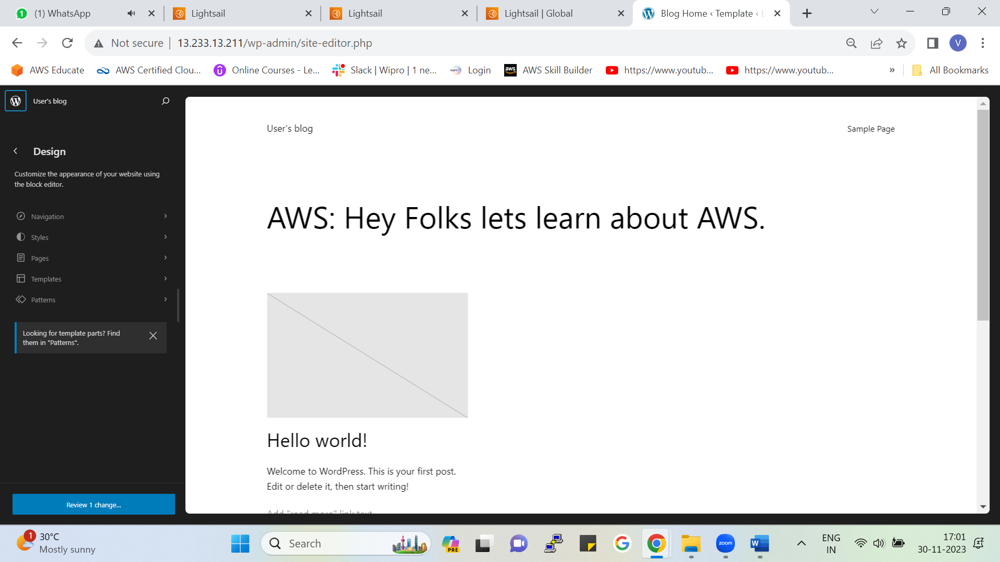 1
(1) WhatsApp
Lightsail
Lightsail
Lightsail | Global
Blog Home ‹ Template ‹
Not secure
13.233.13.211/wp-admin/site-editor.php
V
AWS Educate
AWS Certified Clou...
Online Courses - Le...
Slack | Wipro | 1 ne...
Login
aws
AWS Skill Builder
https://www.youtub...
https://www.youtub...
»
All Bookmarks
User's blog
Design
Customize the appearance of your website using
the block editor.
Navigation
Styles
Pages
Templates
Patterns
Looking for template parts? Find
them in "Patterns".
Review 1 change...
User's blog
Sample Page
AWS: Hey Folks lets learn about AWS.
Hello world!
Welcome to WordPress. This is your first post.
Edit or delete it, then start writing!
Add "read more" link text
1
30°C
Mostly sunny
Search
PRE
zoom
W
ENG
IN
17:01
30-11-2023